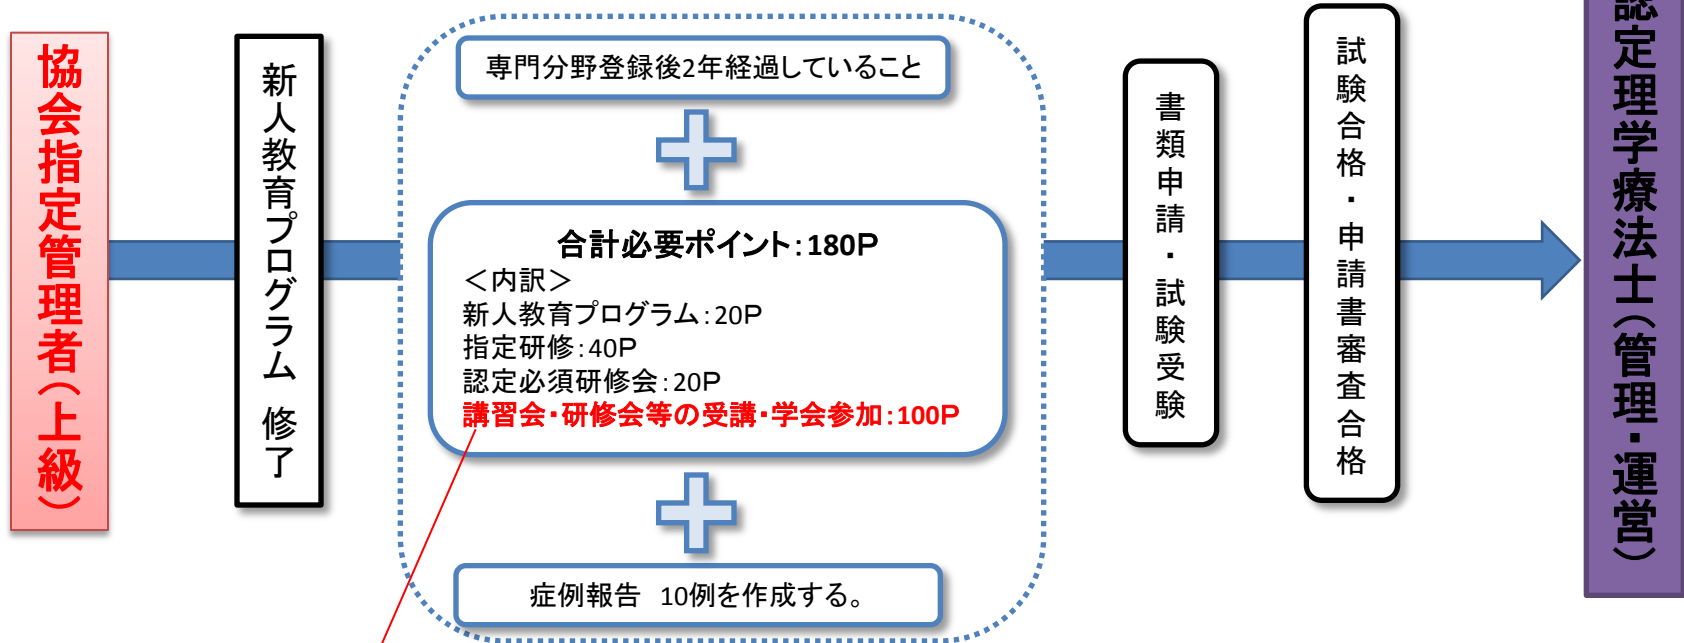 協会指定管理者（上級）
新人教育プログラム 修了
専門分野登録後2年経過していること
合計必要ポイント：180P
＜内訳＞
新人教育プログラム：20P
指定研修：40P
認定必須研修会：20P
講習会・研修会等の受講・学会参加：100P
症例報告　10例を作成する。
書類申請・試験受験
試験合格・申請書審査合格
認定理学療法士（管理・運営）